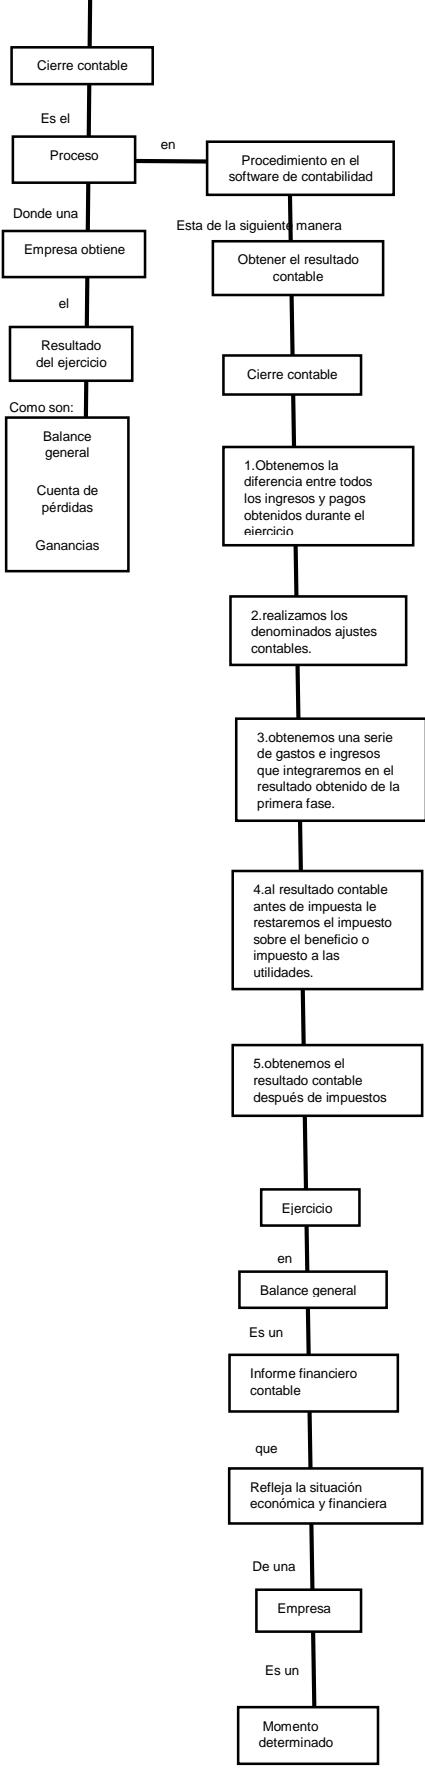 Cierre contable
Es el
Proceso
en
Procedimiento en el
software de contabilidad
Donde una
Empresa obtiene
el
Resultado
del ejercicio
Como son:
Balance
general
Cuenta de
pérdidas
Ganancias
Esta de la siguiente manera
Obtener el resultado
contable
Cierre contable
1.Obtenemos la
diferencia entre todos
los ingresos y pagos
obtenidos durante el
ejercicio
2.realizamos los
denominados ajustes
contables.
3.obtenemos una serie
de gastos e ingresos
que integraremos en el
resultado obtenido de la
primera fase.
4.al resultado contable
antes de impuesta le
restaremos el impuesto
sobre el beneficio o
impuesto a las
utilidades.
5.obtenemos el
resultado contable
después de impuestos
Ejercicio
en
Balance general
Es un
Informe financiero
contable
que
Refleja la situación
económica y financiera
De una
Empresa
Es un
Momento
determinado